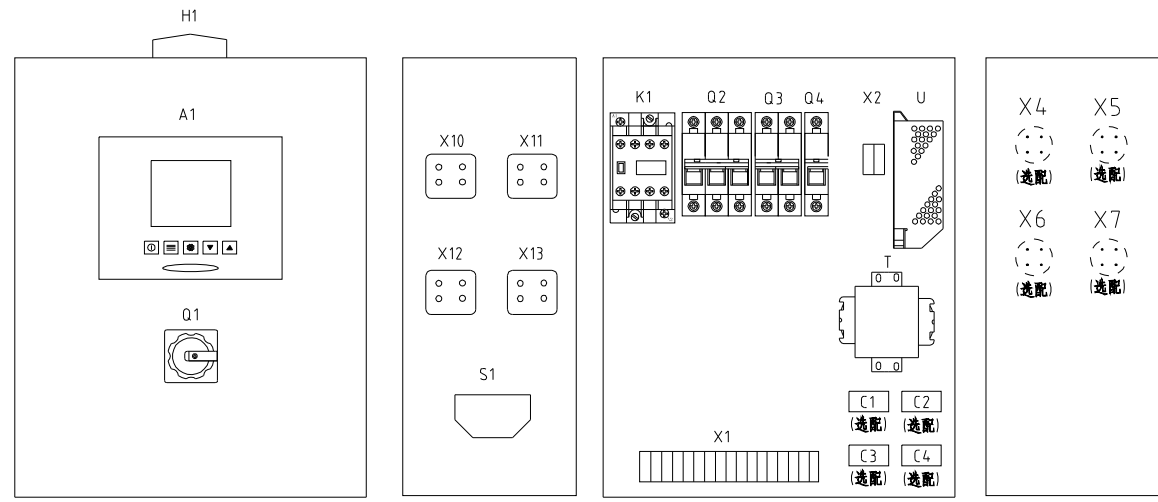 H1
A1
Q1
X10 X11
X12 X13
S1
K1 Q2 Q3 Q4 X2 U
T
C1 C2
(选配) (选配)
C3 C4
(选配) (选配)
X1
X4 X5
(选配) (选配)
X6 X7
(选配) (选配)